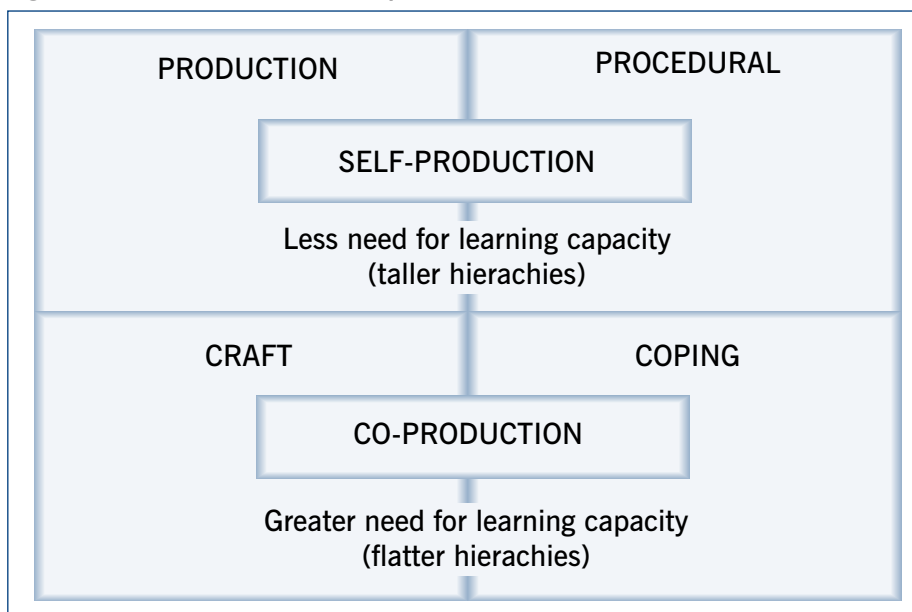 PRODUCTION
PROCEDURAL
SELF-PRODUCTION
Less need for learning capacity
(taller hierachies)
CRAFT
COPING
CO-PRODUCTION
Greater need for learning capacity
(flatter hierachies)